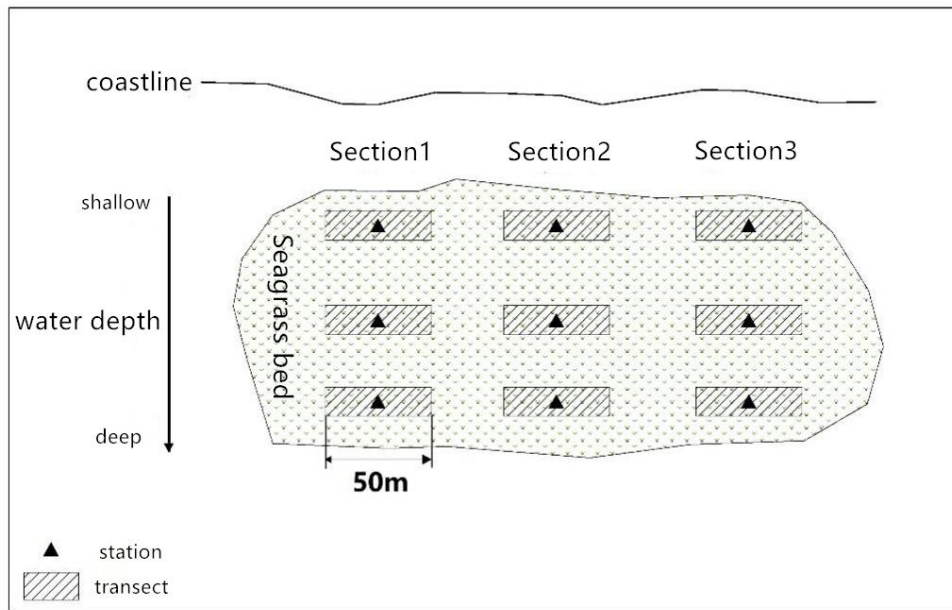 coastline
Section1 Section2 Section3
shallow
Seagrass bed
water depth
deep
50m
station
transect